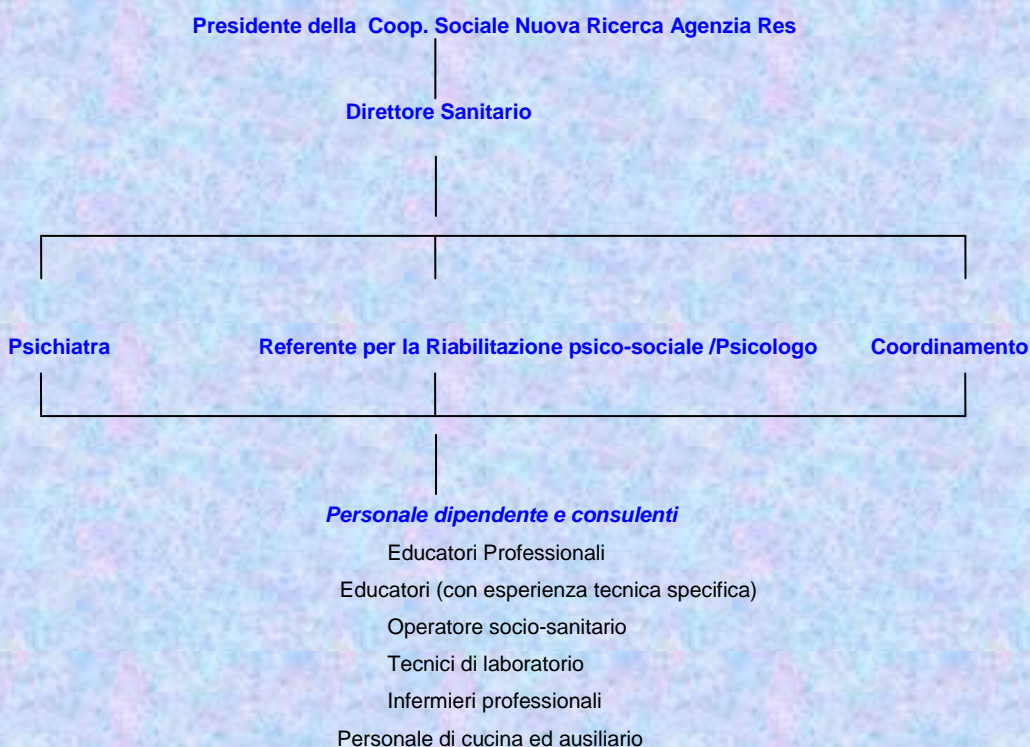 Presidente della Coop. Sociale Nuova Ricerca Agenzia Res
Direttore Sanitario
Psichiatra Referente per la Riabilitazione psico-sociale /Psicologo Coordinamento
Personale dipendente e consulenti
Educatori Professionali
Educatori (con esperienza tecnica specifica)
Operatore socio-sanitario
Tecnici di laboratorio
Infermieri professionali
Personale di cucina ed ausiliario